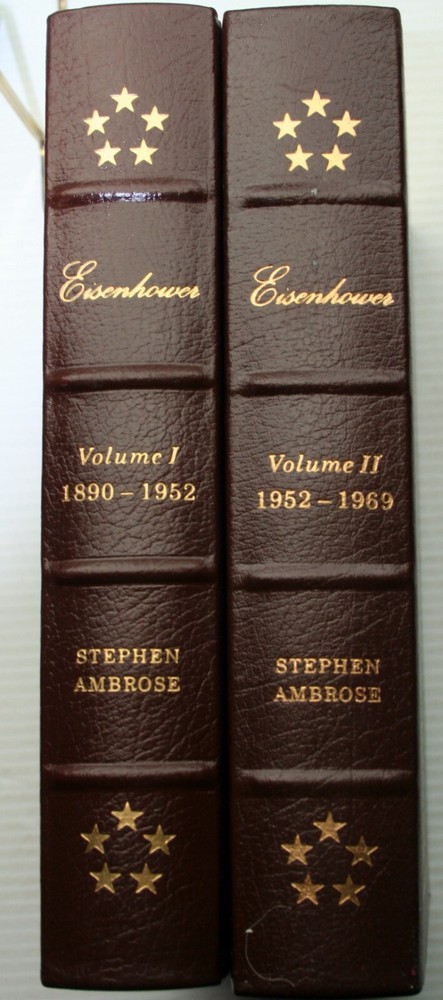 Eisenhower
Volume I
1890 – 1952
STEPHEN
AMBROSE
Eisenhower
Volume II
1952 – 1969
STEPHEN
AMBROSE